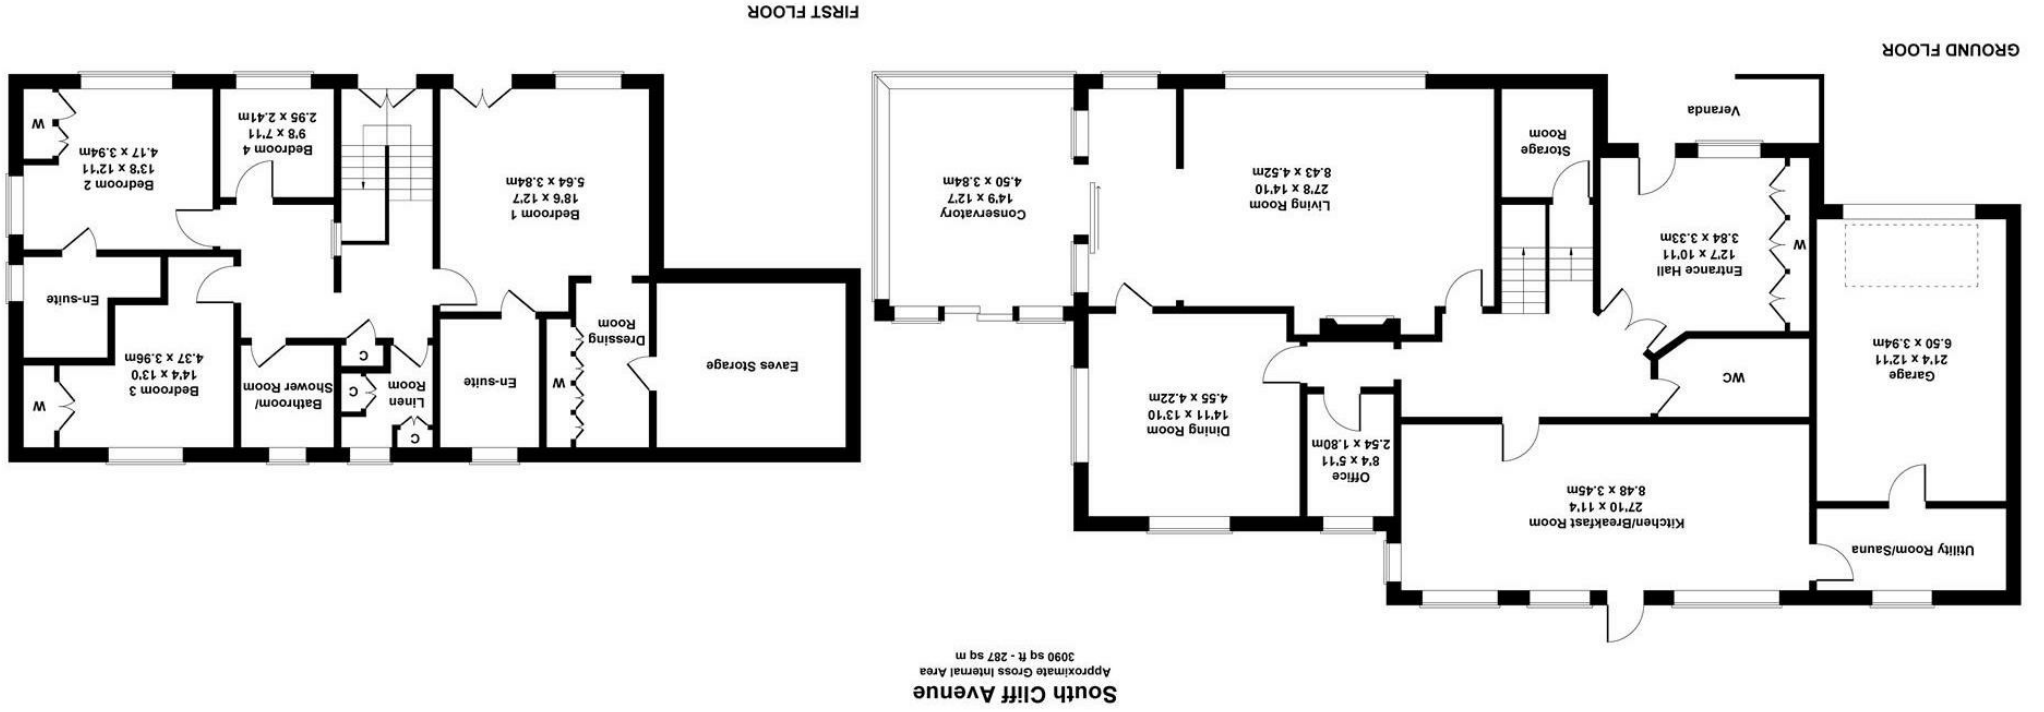 South Cliff Avenue
Approximate Gross Internal Area
3090 sq ft - 287 sq m
Utility Room/Sauna
Kitchen/Breakfast Room
27'10 x 11'4
8.48 x 3.45m
Office
8'4 x 5'11
2.54 x 1.80m
Dining Room
14'11 x 13'10
4.55 x 4.22m
Garage
21'4 x 12'11
6.50 x 3.94m
WC
Entrance Hall
12'7 x 10'11
3.84 x 3.33m
W
Storage
Room
Living Room
27'8 x 14'10
8.43 x 4.52m
Conservatory
14'9 x 12'7
4.50 x 3.84m
Veranda
GROUND FLOOR
Eaves Storage
Dressing
Room
W
En-suite
C
Linen
Room
C
C
Bathroom/
Shower Room
Bedroom 3
14'4 x 13'0
4.37 x 3.96m
W
En-suite
Bedroom 1
18'6 x 12'7
5.64 x 3.84m
Bedroom 4
9'8 x 7'11
2.95 x 2.41m
Bedroom 2
13'8 x 12'11
4.17 x 3.94m
W
FIRST FLOOR